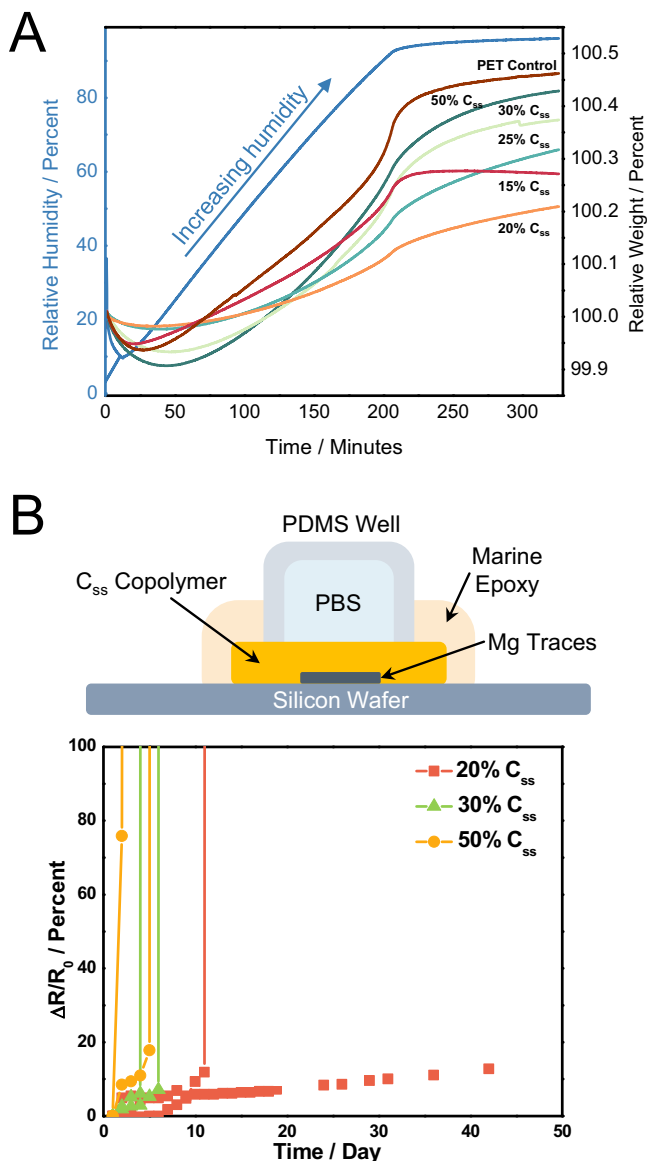 A
Relative Humidity / Percent
80
60
40
20
0
Increasing humidity
PET Control
50% Css
30% Css
25% Css
15% Css
20% Css
100.5
100.4
100.3
100.2
100.1
100.0
99.9
Relative Weight / Percent
0 50 100 150 200 250 300
Time / Minutes
B
PDMS Well
Css Copolymer
Marine
Epoxy
PBS
Mg Traces
Silicon Wafer
ΔR/R0 / Percent
100
80
60
40
20
0
20% Css
30% Css
50% Css
0 10 20 30 40 50
Time / Day